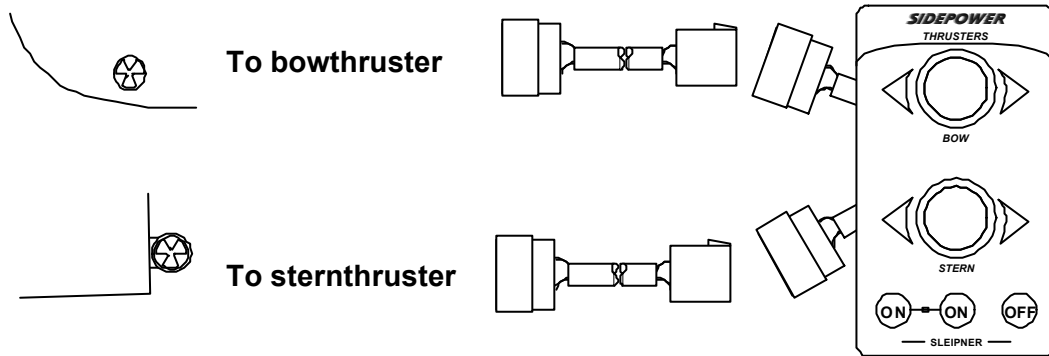 SIDEPOWER
THRUSTERS
To bowthruster
BOW
To sternthruster
STERN
ON ON OFF
SLEIPNER